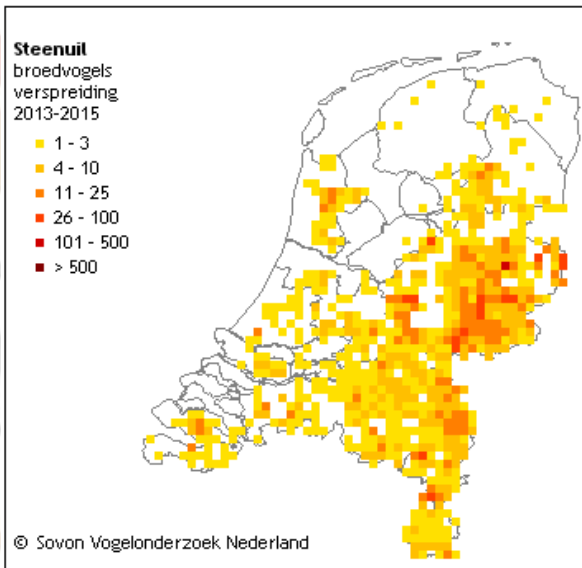 Steenuil
broedvogels
verspreiding
2013-2015
1 - 3
4 - 10
11 - 25
26 - 100
101 - 500
> 500
© Sovon Vogelonderzoek Nederland